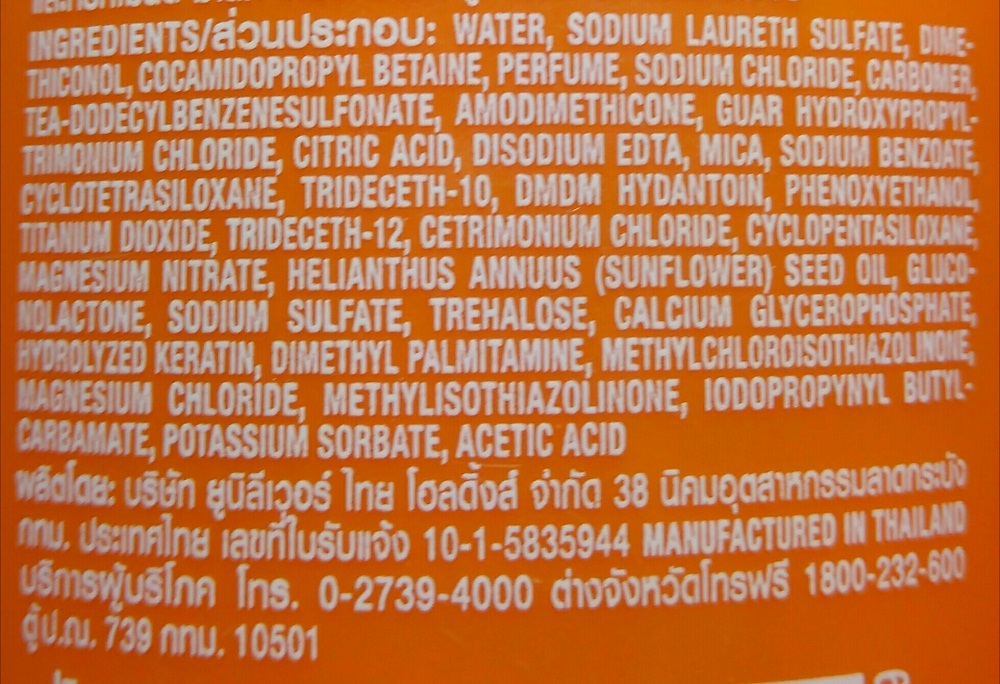 INGREDIENTS/ส่วนประกอบ: WATER, SODIUM LAURETH SULFATE, DIME-
THICONOL, COCAMIDOPROPYL BETAINE, PERFUME, SODIUM CHLORIDE, CARBOMER,
TEA-DODECYLBENZENESULFONATE, AMODIMETHICONE, GUAR HYDROXYPROPYL-
TRIMONIUM CHLORIDE, CITRIC ACID, DISODIUM EDTA, MICA, SODIUM BENZOATE,
CYCLOTETRASILOXANE, TRIDECETH-10, DMDM HYDANTOIN, PHENOXYETHANOL,
TITANIUM DIOXIDE, TRIDECETH-12, CETRIMONIUM CHLORIDE, CYCLOPENTASILOXANE,
MAGNESIUM NITRATE, HELIANTHUS ANNUUS (SUNFLOWER) SEED OIL, GLUCO-
NOLACTONE, SODIUM SULFATE, TREHALOSE, CALCIUM GLYCEROPHOSPHATE,
HYDROLYZED KERATIN, DIMETHYL PALMITAMINE, METHYLCHLOROISOTHIAZOLINONE,
MAGNESIUM CHLORIDE, METHYLISOTHIAZOLINONE, IODOPROPYNYL BUTYL-
CARBAMATE, POTASSIUM SORBATE, ACETIC ACID
ผลิตโดย: บริษัท ยูนิลีเวอร์ ไทย โฮลดิ้งส์ จำกัด 38 นิคมอุตสาหกรรมลาดกระบัง
กทม. ประเทศไทย เลขที่ใบรับแจ้ง 10-1-5835944 MANUFACTURED IN THAILAND
บริการผู้บริโภค โทร. 0-2739-4000 ต่างจังหวัดโทรฟรี 1800-232-600
ตู้ป.ณ. 739 กทม. 10501